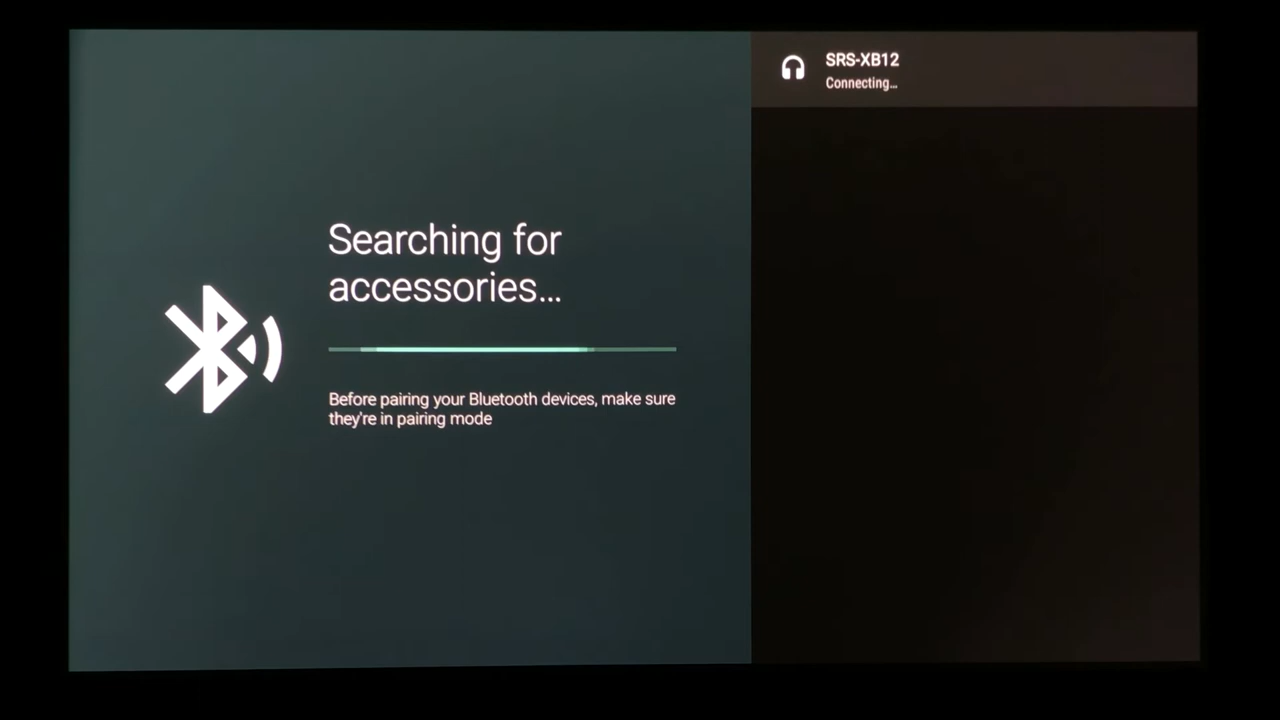 Searching for
accessories...
Before pairing your Bluetooth devices, make sure
they're in pairing mode
SRS-XB12
Connecting...